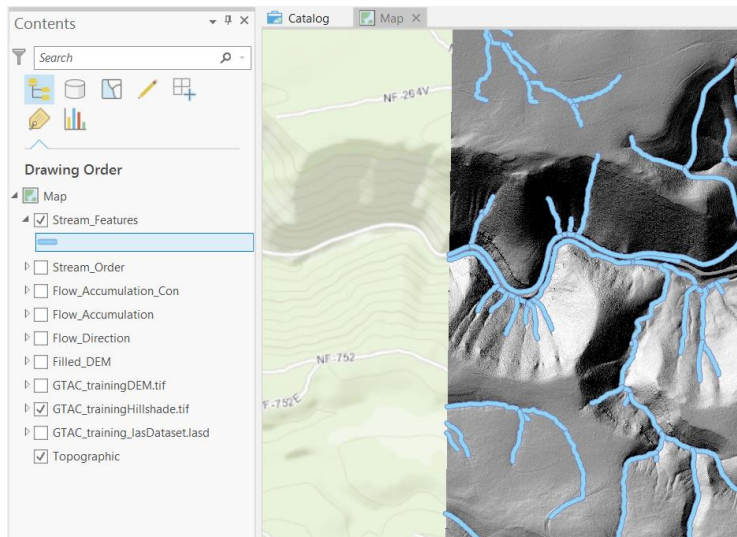 Contents
Search
Drawing Order
Map
Stream_Features
Stream_Order
Flow_Accumulation_Con
Flow_Accumulation
Flow_Direction
Filled_DEM
GTAC_trainingDEM.tif
GTAC_trainingHillshade.tif
GTAC_training_lasDataset.lasd
Topographic
Catalog
Map
NF-264V
NF-752
F-752E